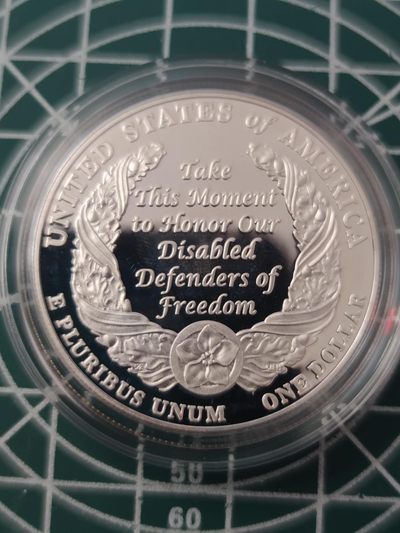 UNITED STATES of AMERICA
Take
This Moment
to Honor Our
Disabled
Defenders of
Freedom
E PLURIBUS UNUM
ONE DOLLAR
50
60